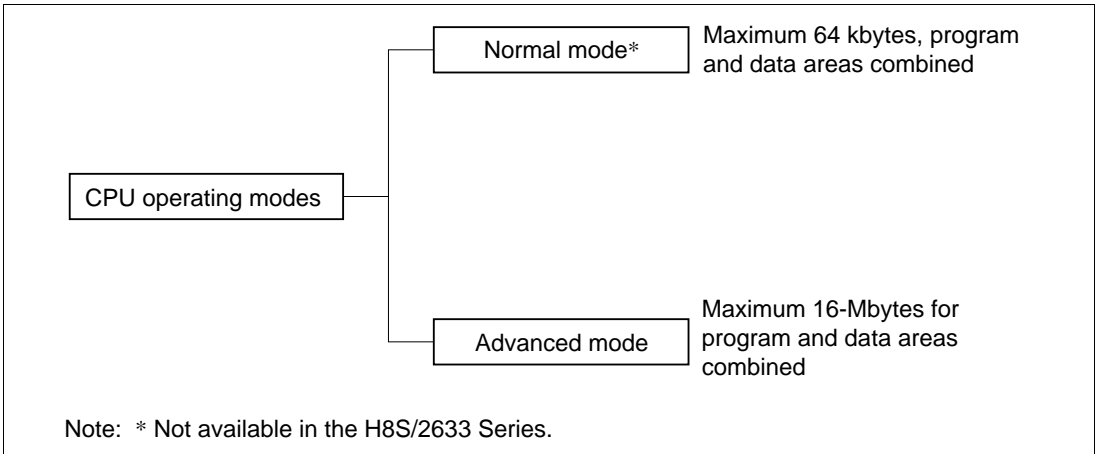 Normal mode*
Maximum 64 kbytes, program
and data areas combined
CPU operating modes
Advanced mode
Maximum 16-Mbytes for
program and data areas
combined
Note: * Not available in the H8S/2633 Series.